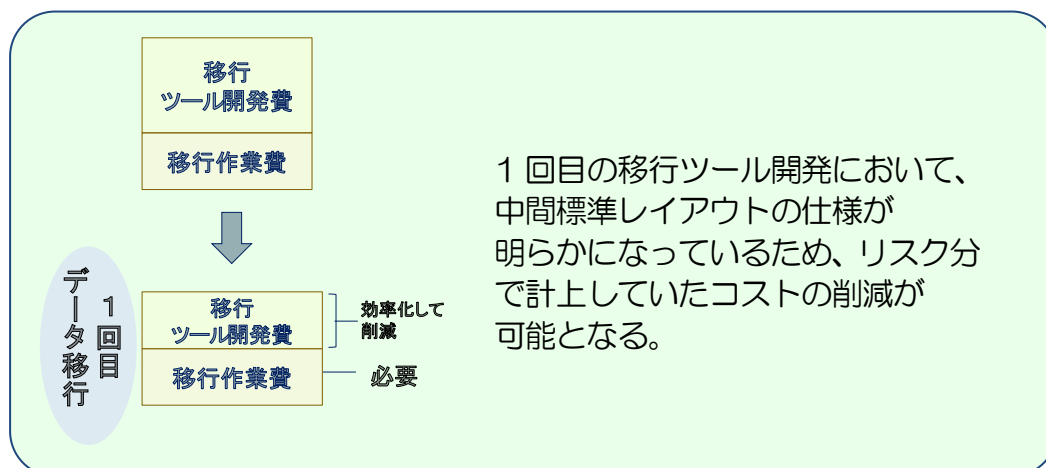 移行
ツール開発費
移行作業費
1回目
データ移行
移行
ツール開発費
移行作業費
効率化して
削減
必要
1回目の移行ツール開発において、
中間標準レイアウトの仕様が
明らかになっているため、リスク分
で計上していたコストの削減が
可能となる。